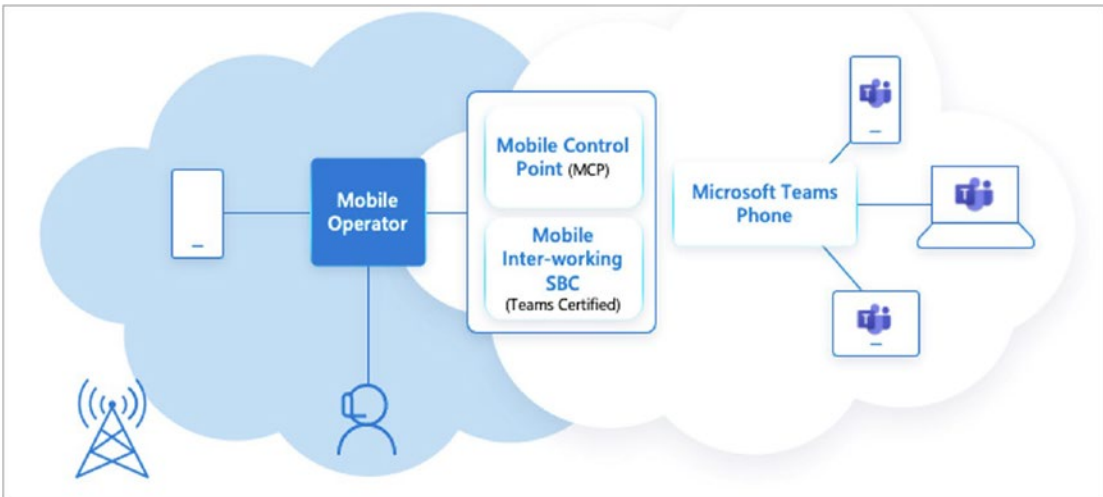 Mobile
Operator
Mobile Control
Point (MCP)
Mobile
Inter-working
SBC
(Teams Certified)
Microsoft Teams
Phone
T
T
T